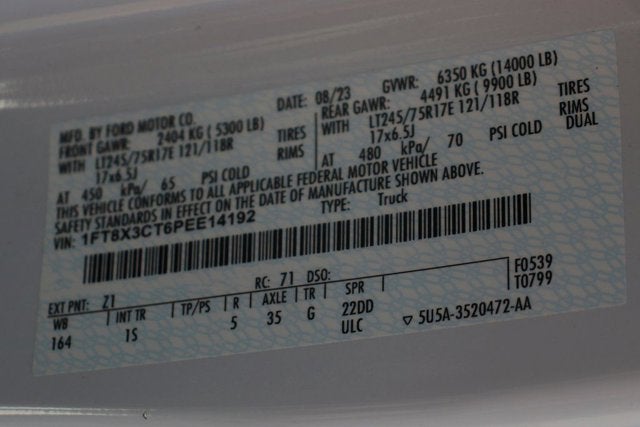 MFD. BY FORD MOTOR CO.
DATE: 08/23 GVWR: 6350 KG (14000 LB)
FRONT GAWR: 2404 KG (5300 LB)
REAR GAWR: 4491 KG (9900 LB)
WITH LT245/75R17E 121/118R TIRES
WITH LT245/75R17E 121/118R TIRES
17x6.5J RIMS
17x6.5J RIMS
AT 450 kPa/ 65 PSI COLD
AT 480 kPa/ 70 PSI COLD DUAL
THIS VEHICLE CONFORMS TO ALL APPLICABLE FEDERAL MOTOR VEHICLE
SAFETY STANDARDS IN EFFECT ON THE DATE OF MANUFACTURE SHOWN ABOVE.
VIN: 1FT8X3CT6PEE14192 TYPE: Truck
EXT PNT: Z1 RC: 71 DSO:
WB INT TR TP/PS R AXLE TR SPR F0539
164 1S 5 35 G 22DD T0799
ULC ▽ 5U5A-3520472-AA